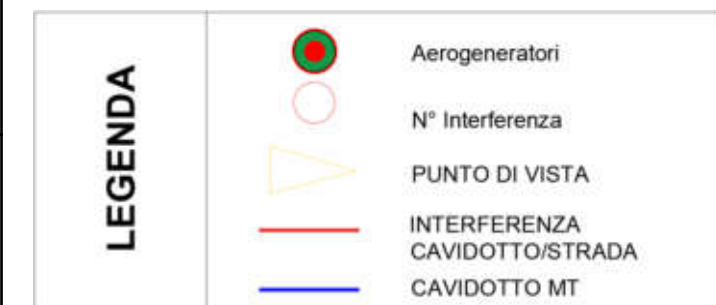 LEGENDA
Aerogeneratori
N° Interferenza
PUNTO DI VISTA
INTERFERENZA
CAVIDOTTO/STRADA
CAVIDOTTO MT